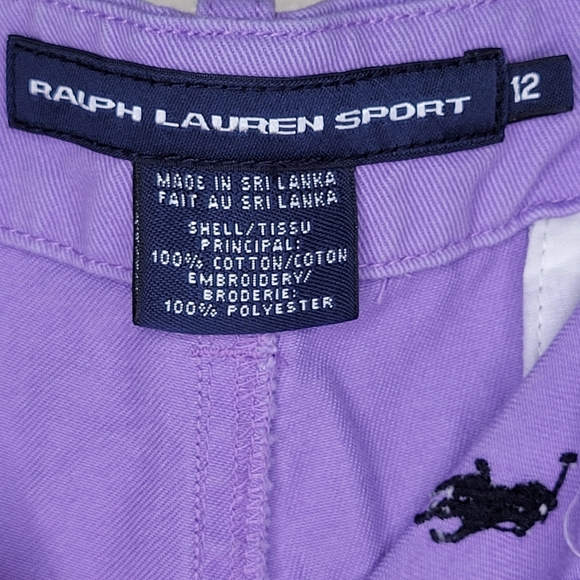 RALPH LAUREN SPORT
12
MADE IN SRI LANKA
FAIT AU SRI LANKA
SHELL/TISSU
PRINCIPAL:
100% COTTON/COTON
EMBROIDERY/
BRODERIE:
100% POLYESTER